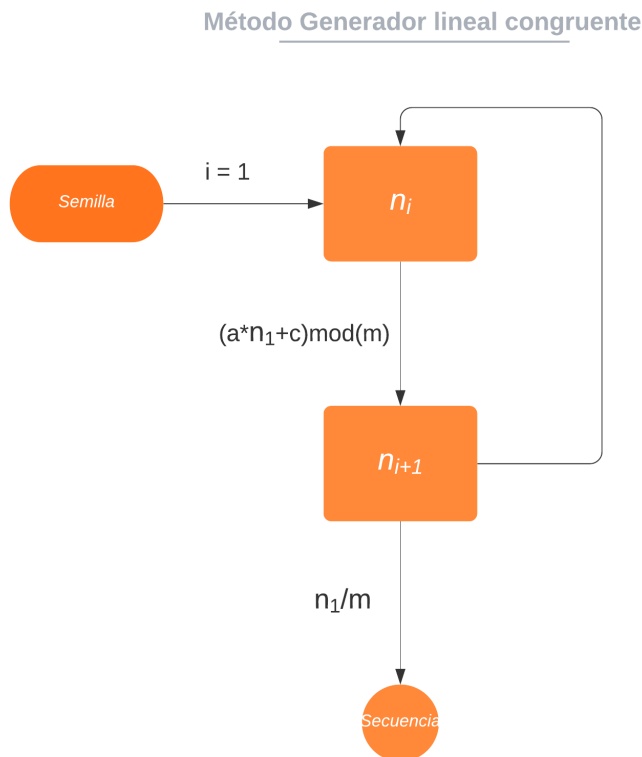 Método Generador lineal congruente
Semilla
i = 1
nᵢ
(a*n₁+c)mod(m)
nᵢ₊₁
n₁/m
Secuencia